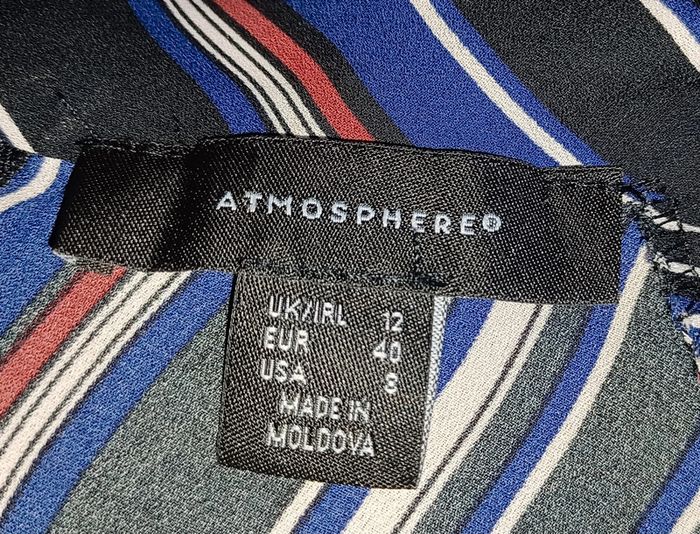 ATMOSPHERE®
UK/IRL 12
EUR 40
USA 8
MADE IN
MOLDOVA